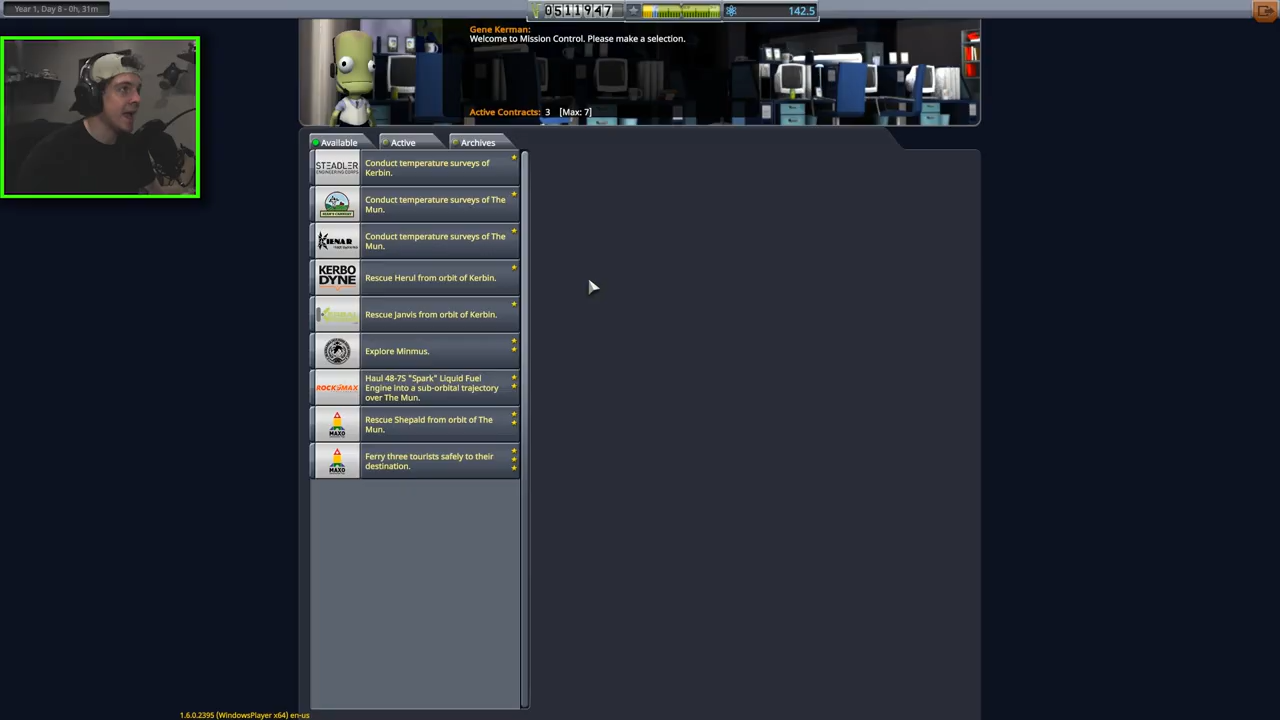 Year 1, Day 8 - 0h, 31m
0511947
142.5
Gene Kerman:
Welcome to Mission Control. Please make a selection.
Active Contracts: 3 [Max: 7]
Available
Active
Archives
STEADLER
ENGINEERING CORPS
Conduct temperature surveys of
Kerbin.
Conduct temperature surveys of The
Mun.
Conduct temperature surveys of The
Mun.
KERBO
DYNE
Rescue Herul from orbit of Kerbin.
Rescue Janvis from orbit of Kerbin.
Explore Minmus.
ROCKOMAX
Haul 48-7S "Spark" Liquid Fuel
Engine into a sub-orbital trajectory
over The Mun.
MAXO
Rescue Shepald from orbit of The
Mun.
MAXO
Ferry three tourists safely to their
destination.
1.6.0.2395 (WindowsPlayer x64) en-us